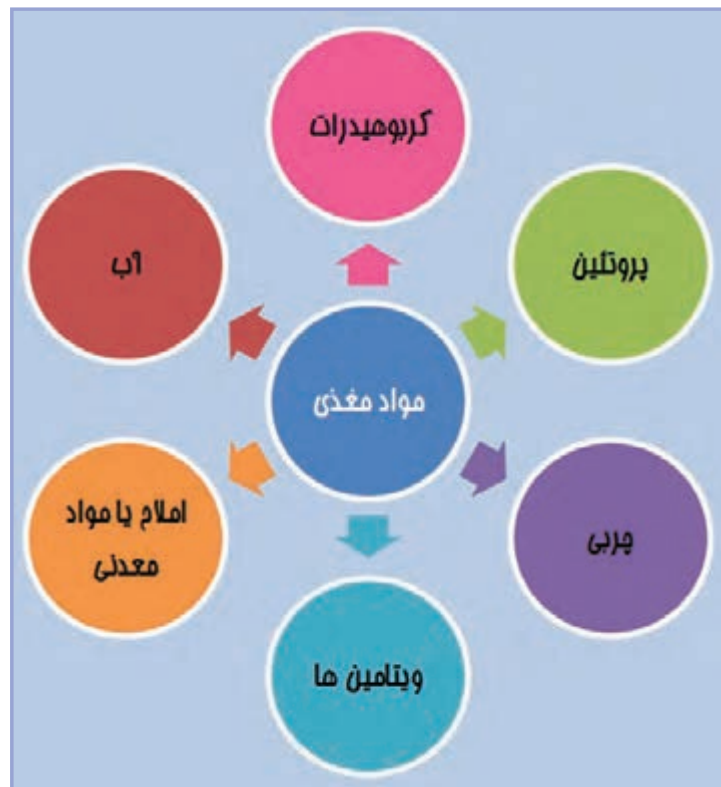 کربوهیدرات
پروتئین
آب
مواد مغذی
املاح یا مواد
معدنی
چربی
ویتامین ها